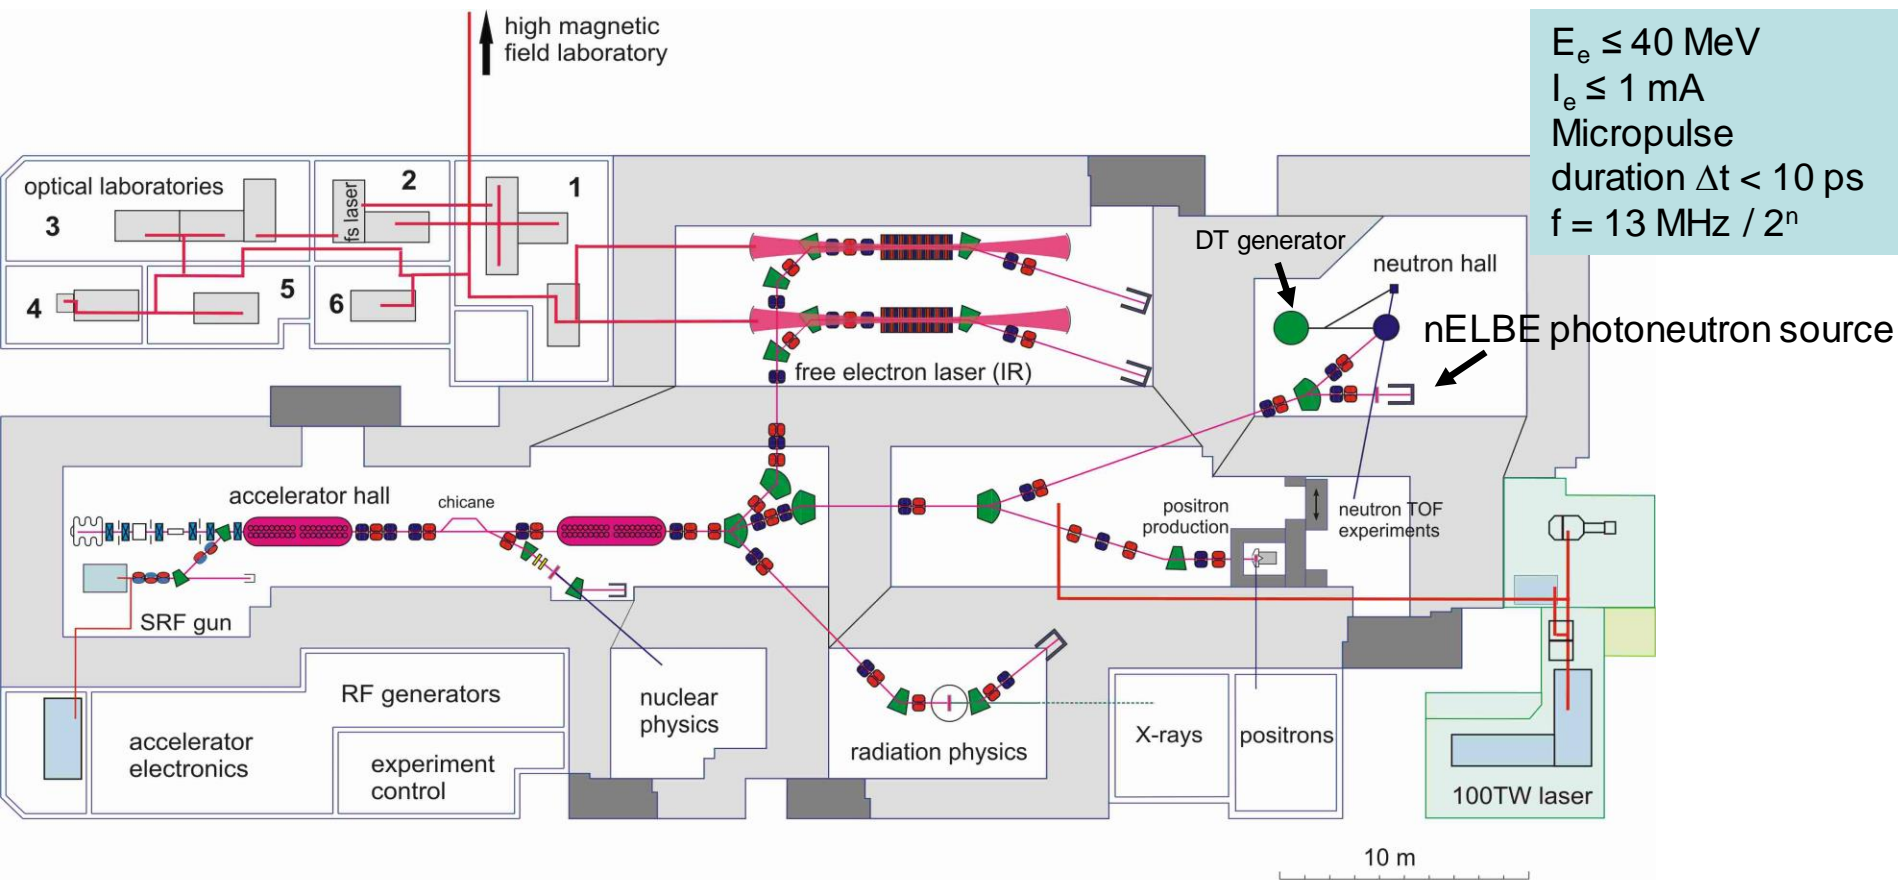 high magnetic
field laboratory
E_e ≤ 40 MeV
I_e ≤ 1 mA
Micropulse
duration Δt < 10 ps
f = 13 MHz / 2^n
optical laboratories
3
fs laser
2
1
4
5
6
DT generator
neutron hall
nELBE photoneutron source
free electron laser (IR)
accelerator hall
chicane
positron
production
neutron TOF
experiments
SRF gun
RF generators
accelerator
electronics
experiment
control
nuclear
physics
radiation physics
X-rays
positrons
100TW laser
10 m